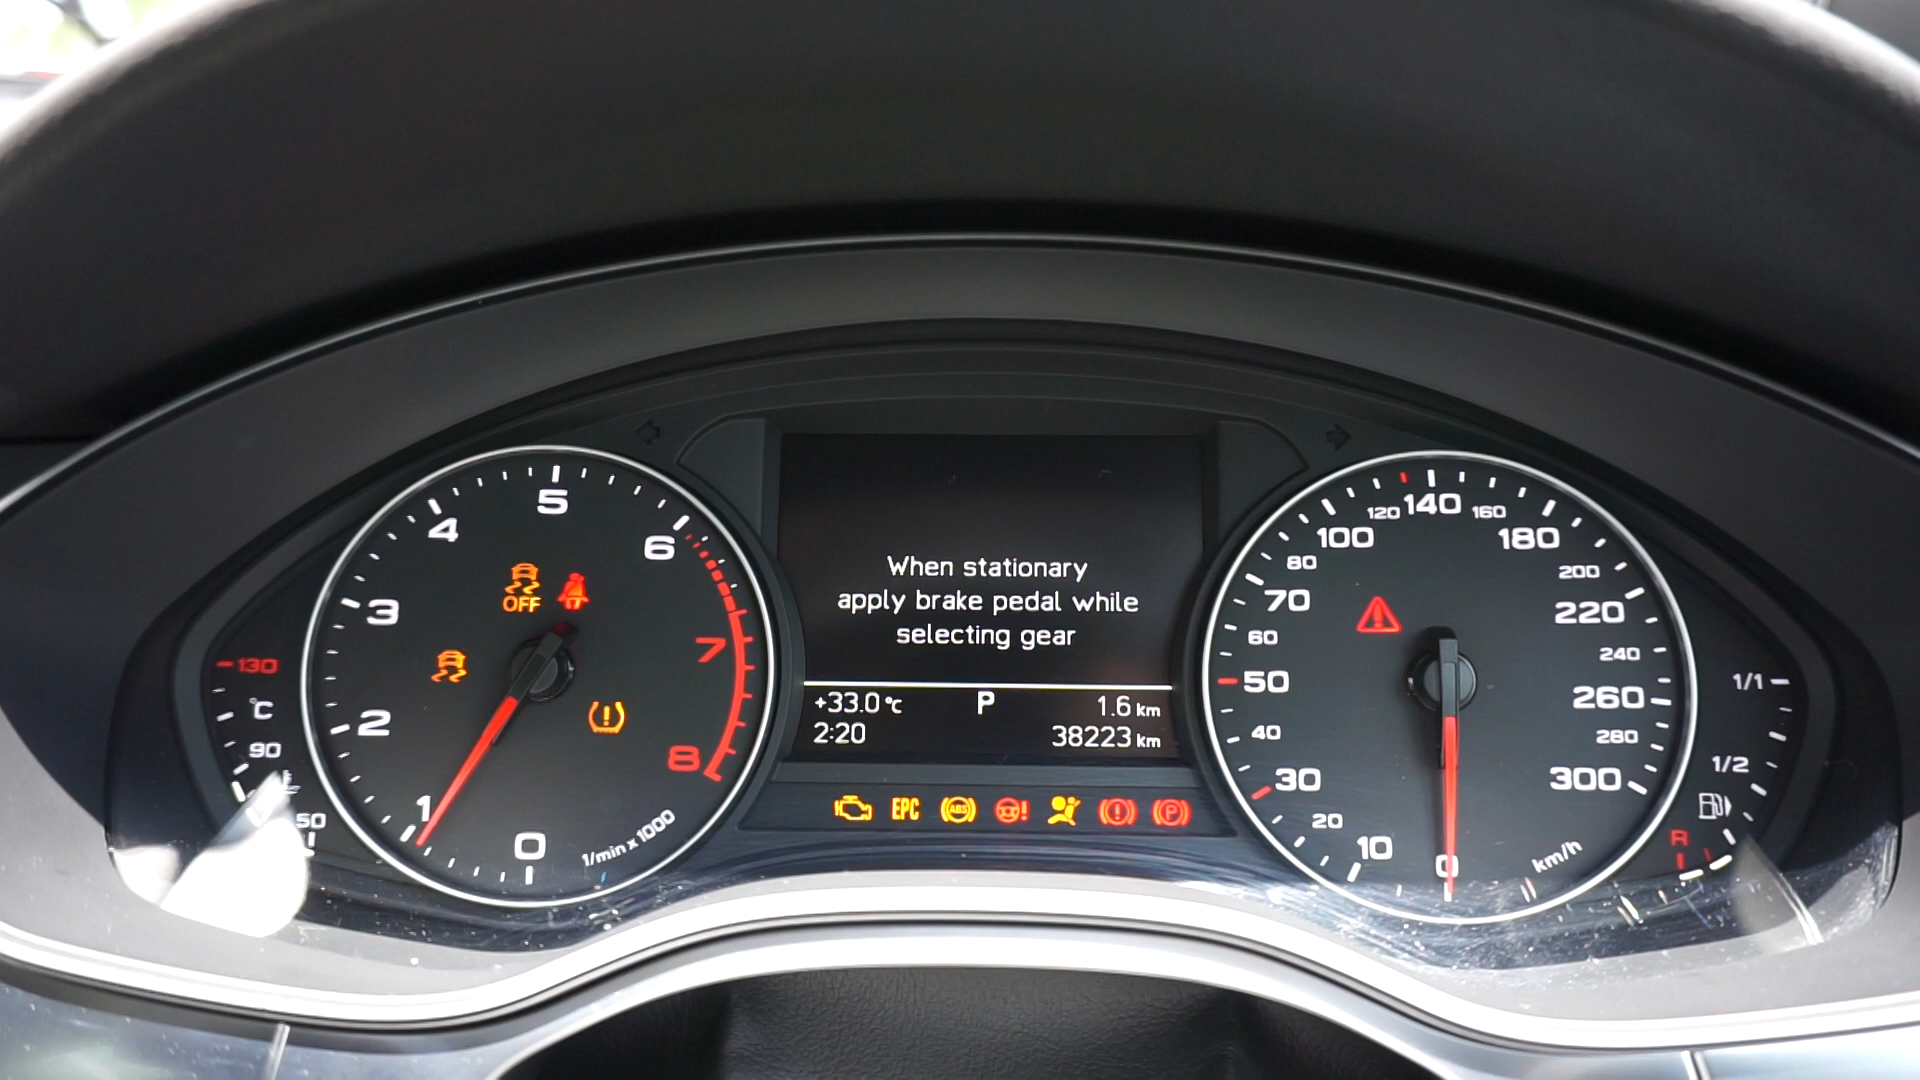 When stationary
apply brake pedal while
selecting gear
+33.0 °C P 1.6 km
2:20 38223 km
EPC ABS ! ! P
OFF
0 1 2 3 4 5 6 7 8
1/min x 1000
130
°C
90
50
0 10 20 30 40 50 60 70 80 100 120 140 160 180 200 220 240 260 280 300
km/h
1/1
1/2
R